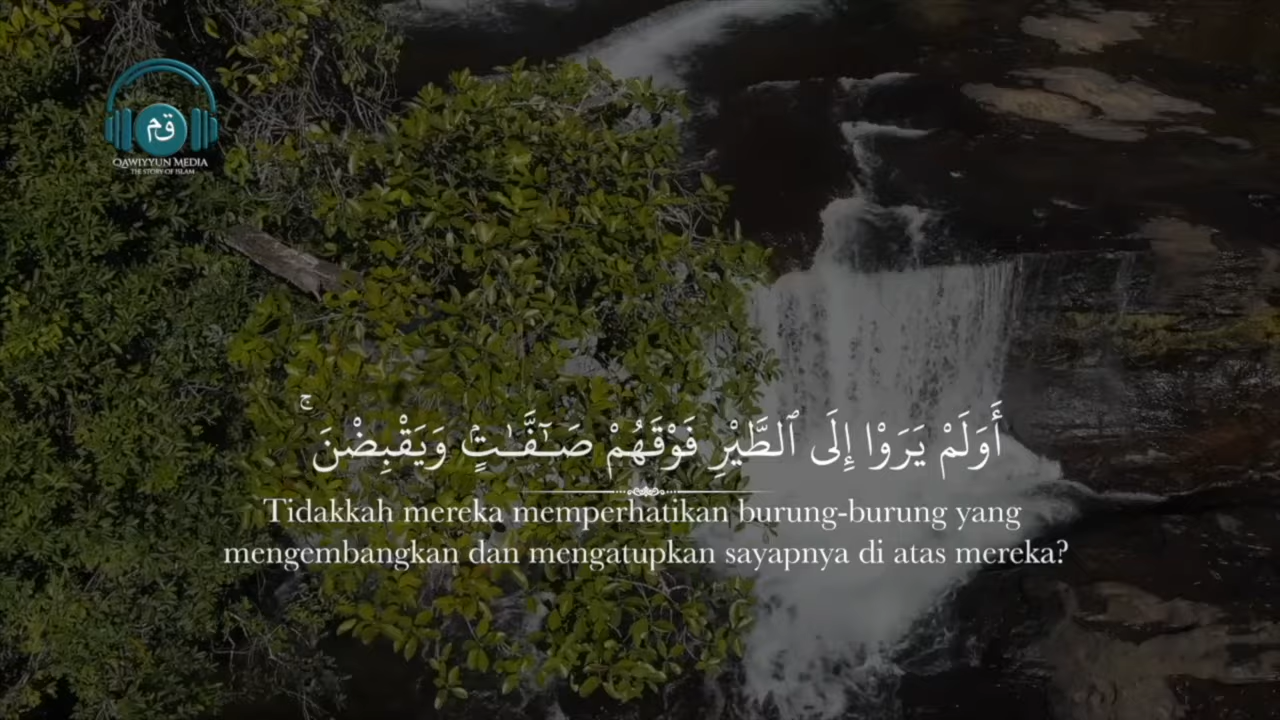 قم
QAWIYYUN MEDIA
THE STORY OF ISLAM
أَوَلَمْ يَرَوْا۟ إِلَى ٱلطَّيْرِ فَوْقَهُمْ صَـٰٓفَّـٰتٍۢ وَيَقْبِضْنَ ۚ
Tidakkah mereka memperhatikan burung-burung yang
mengembangkan dan mengatupkan sayapnya di atas mereka?